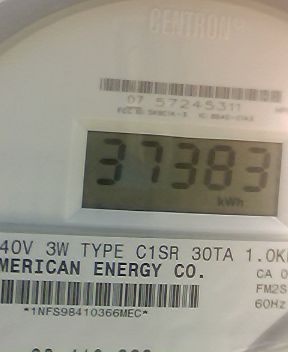 CENTRON®
07 57245311
37383
kWh
40V 3W TYPE C1SR 30TA 1.0K
MERICAN ENERGY CO.
CA 0
FM2S
60Hz
*1NFS98410366MEC*